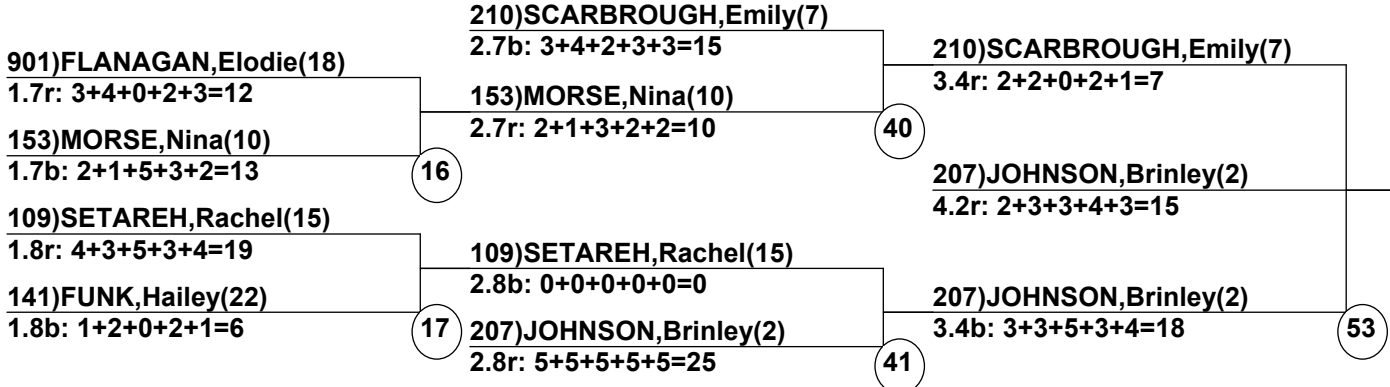 901)FLANAGAN,Elodie(18)
1.7r: 3+4+0+2+3=12
153)MORSE,Nina(10)
1.7b: 2+1+5+3+2=13
16
109)SETAREH,Rachel(15)
1.8r: 4+3+5+3+4=19
141)FUNK,Hailey(22)
1.8b: 1+2+0+2+1=6
17
210)SCARBROUGH,Emily(7)
2.7b: 3+4+2+3+3=15
153)MORSE,Nina(10)
2.7r: 2+1+3+2+2=10
40
109)SETAREH,Rachel(15)
2.8b: 0+0+0+0+0=0
207)JOHNSON,Brinley(2)
2.8r: 5+5+5+5+5=25
41
210)SCARBROUGH,Emily(7)
3.4r: 2+2+0+2+1=7
207)JOHNSON,Brinley(2)
3.4b: 3+3+5+3+4=18
53
207)JOHNSON,Brinley(2)
4.2r: 2+3+3+4+3=15